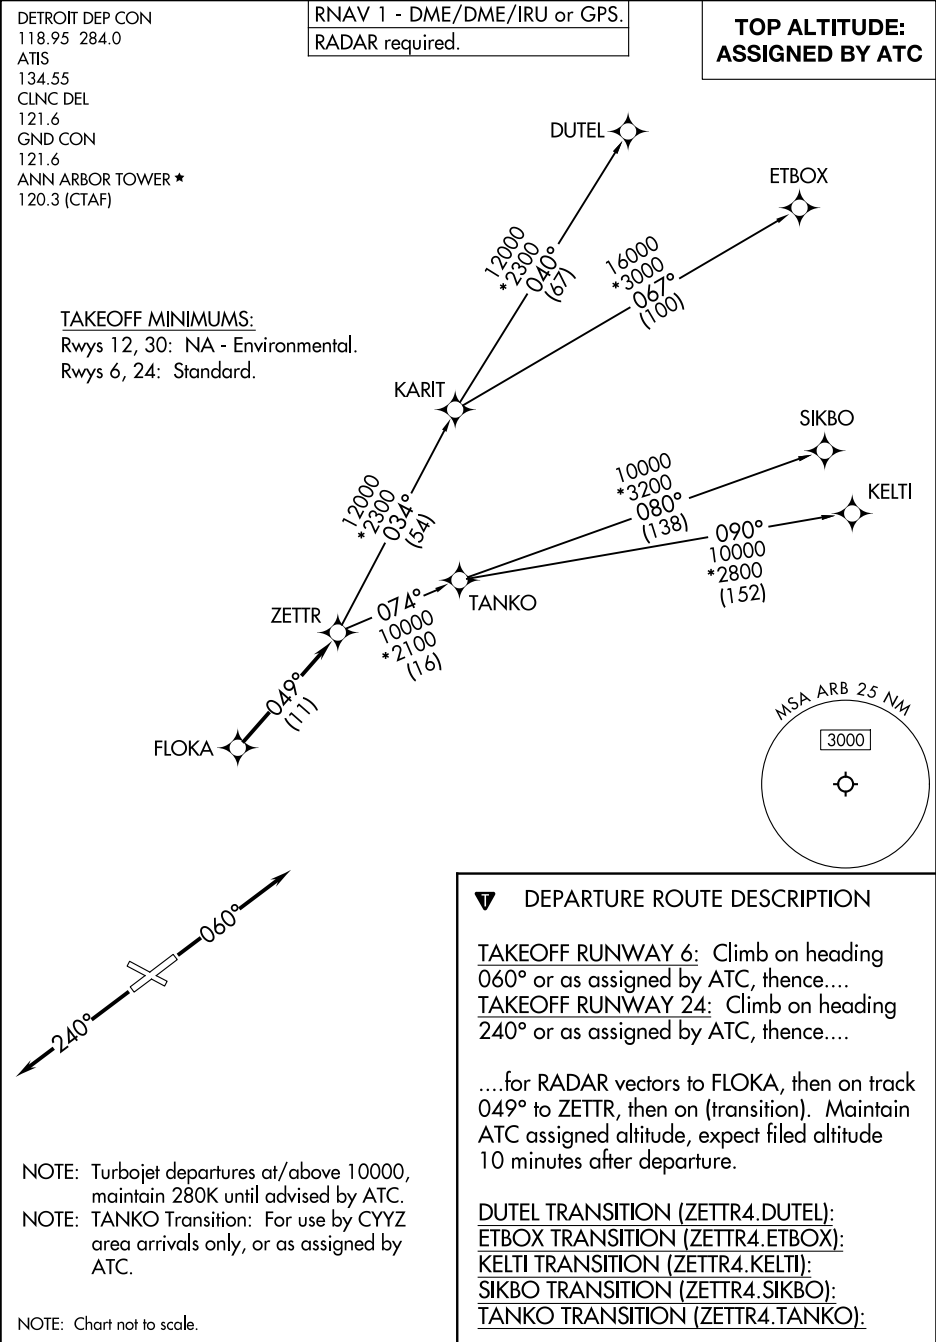 DETROIT DEP CON
118.95 284.0
ATIS
134.55
CLNC DEL
121.6
GND CON
121.6
ANN ARBOR TOWER ★
120.3 (CTAF)
RNAV 1 - DME/DME/IRU or GPS.
RADAR required.
TOP ALTITUDE:
ASSIGNED BY ATC
DUTEL
ETBOX
12000
*2300
040°
(67)
16000
*3000
067°
(100)
TAKEOFF MINIMUMS:
Rwys 12, 30: NA - Environmental.
Rwys 6, 24: Standard.
KARIT
SIKBO
10000
*3200
080°
(138)
KELTI
12000
*2300
034°
(54)
090°
10000
*2800
(152)
TANKO
ZETTR
074°
10000
*2100
(16)
049°
(11)
FLOKA
MSA ARB 25 NM
3000
060°
240°
T DEPARTURE ROUTE DESCRIPTION
TAKEOFF RUNWAY 6: Climb on heading
060° or as assigned by ATC, thence....
TAKEOFF RUNWAY 24: Climb on heading
240° or as assigned by ATC, thence....
....for RADAR vectors to FLOKA, then on track
049° to ZETTR, then on (transition). Maintain
ATC assigned altitude, expect filed altitude
10 minutes after departure.
DUTEL TRANSITION (ZETTR4.DUTEL):
ETBOX TRANSITION (ZETTR4.ETBOX):
KELTI TRANSITION (ZETTR4.KELTI):
SIKBO TRANSITION (ZETTR4.SIKBO):
TANKO TRANSITION (ZETTR4.TANKO):
NOTE: Turbojet departures at/above 10000,
maintain 280K until advised by ATC.
NOTE: TANKO Transition: For use by CYYZ
area arrivals only, or as assigned by
ATC.
NOTE: Chart not to scale.